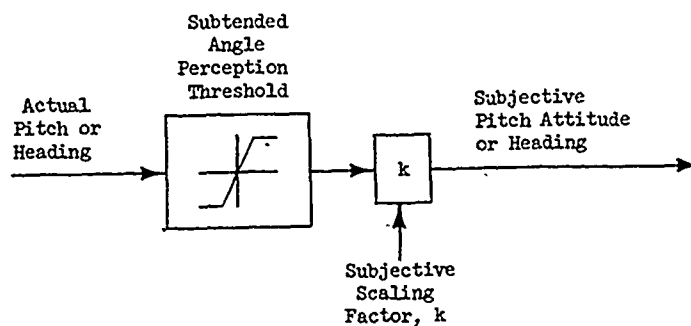 Subtended
Angle
Perception
Threshold
Actual
Pitch or
Heading
Subjective
Pitch Attitude
or Heading
k
Subjective
Scaling
Factor, k